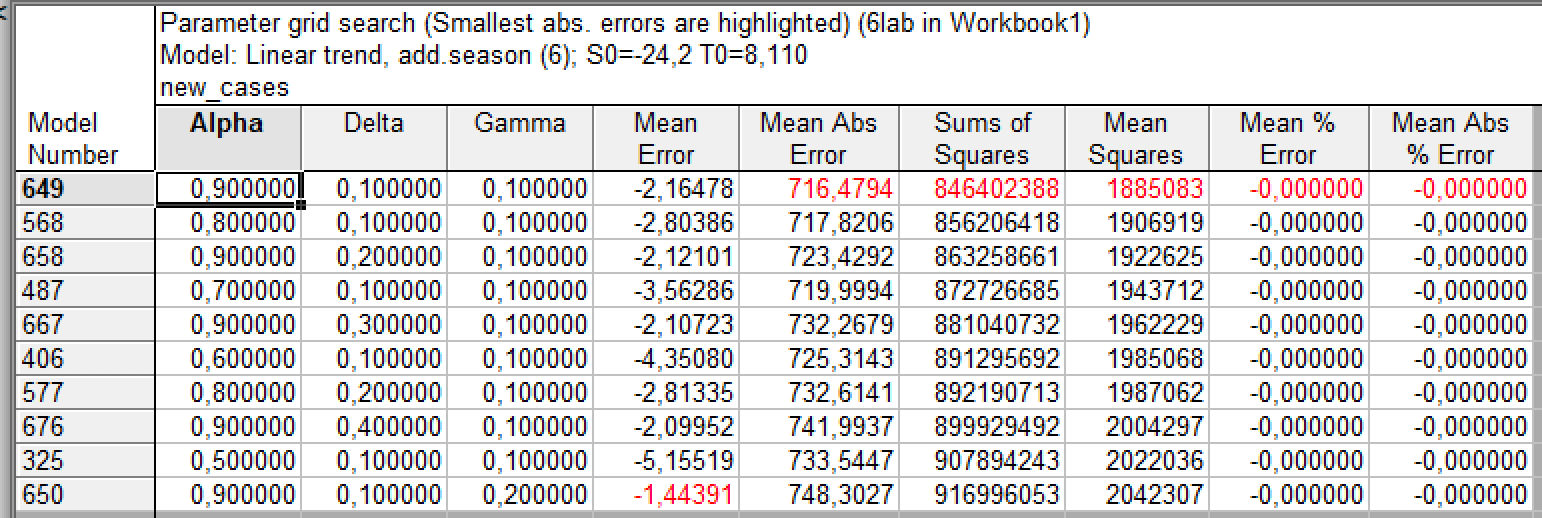 Parameter grid search (Smallest abs. errors are highlighted) (6lab in Workbook1)
Model: Linear trend, add.season (6); S0=-24,2 T0=8,110
new_cases
Model Number Alpha Delta Gamma Mean Error Mean Abs Error Sums of Squares Mean Squares Mean % Error Mean Abs % Error
649 0,900000 0,100000 0,100000 -2,16478 716,4794 846402388 1885083 -0,000000 -0,000000
568 0,800000 0,100000 0,100000 -2,80386 717,8206 856206418 1906919 -0,000000 -0,000000
658 0,900000 0,200000 0,100000 -2,12101 723,4292 863258661 1922625 -0,000000 -0,000000
487 0,700000 0,100000 0,100000 -3,56286 719,9994 872726685 1943712 -0,000000 -0,000000
667 0,900000 0,300000 0,100000 -2,10723 732,2679 881040732 1962229 -0,000000 -0,000000
406 0,600000 0,100000 0,100000 -4,35080 725,3143 891295692 1985068 -0,000000 -0,000000
577 0,800000 0,200000 0,100000 -2,81335 732,6141 892190713 1987062 -0,000000 -0,000000
676 0,900000 0,400000 0,100000 -2,09952 741,9937 899929492 2004297 -0,000000 -0,000000
325 0,500000 0,100000 0,100000 -5,15519 733,5447 907894243 2022036 -0,000000 -0,000000
650 0,900000 0,100000 0,200000 -1,44391 748,3027 916996053 2042307 -0,000000 -0,000000